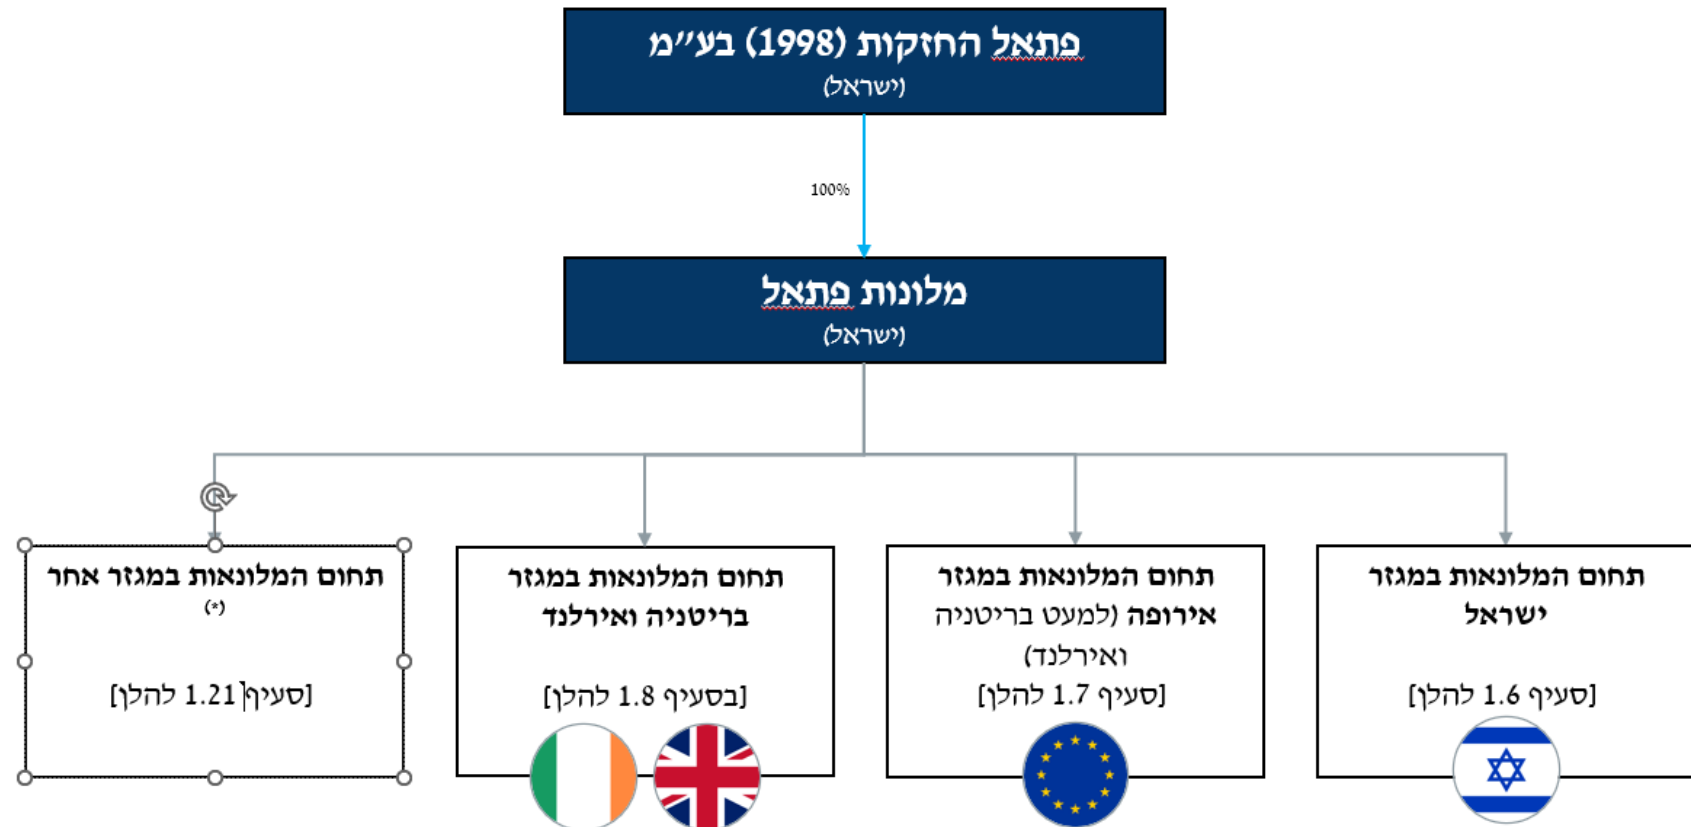 פתאל החזקות (1998) בע״מ
(ישראל)
100%
מלונות פתאל
(ישראל)
תחום המלונאות במגזר
ישראל
[סעיף 1.6 להלן]
תחום המלונאות במגזר
אירופה (למעט בריטניה
ואירלנד)
[סעיף 1.7 להלן]
תחום המלונאות במגזר
בריטניה ואירלנד
[בסעיף 1.8 להלן]
תחום המלונאות במגזר אחר
(*)
[סעיף 1.21 להלן]